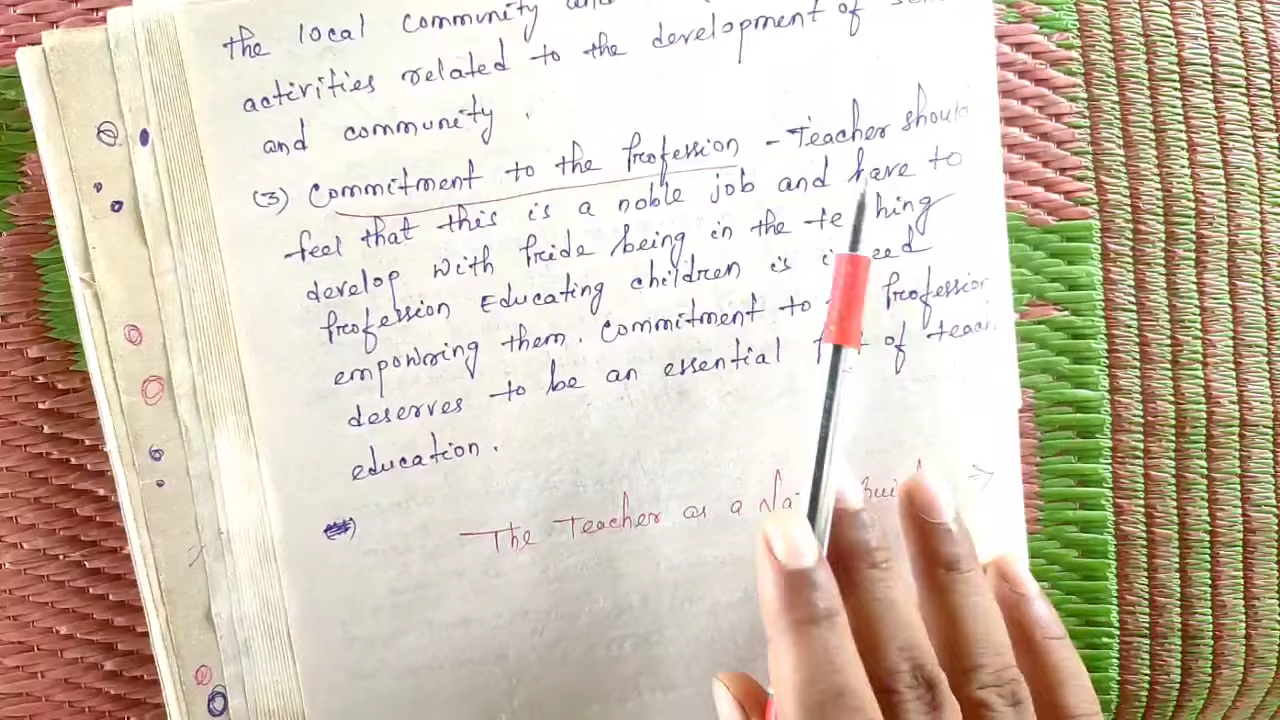 the local community
activities related to the development of
and community.
(3) Commitment to the Profession - Teacher should
feel that this is a noble job and have to
develop with Pride being in the
Profession Educating children is
empowring them. commitment to Profession
deserves to be an essential of
education.
The Teacher as a